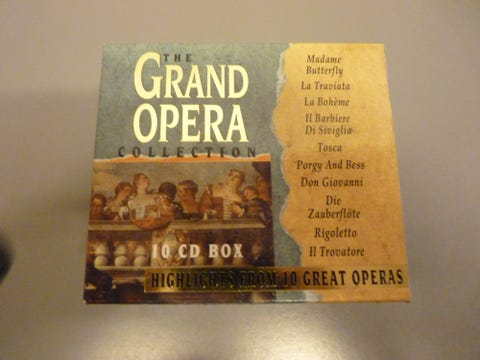 THE
GRAND
OPERA
COLLECTION
10 CD BOX
Madame
Butterfly
La Traviata
La Bohème
Il Barbiere
Di Siviglia
Tosca
Porgy And Bess
Don Giovanni
Die
Zauberflöte
Rigoletto
Il Trovatore
HIGHLIGHTS FROM 10 GREAT OPERAS